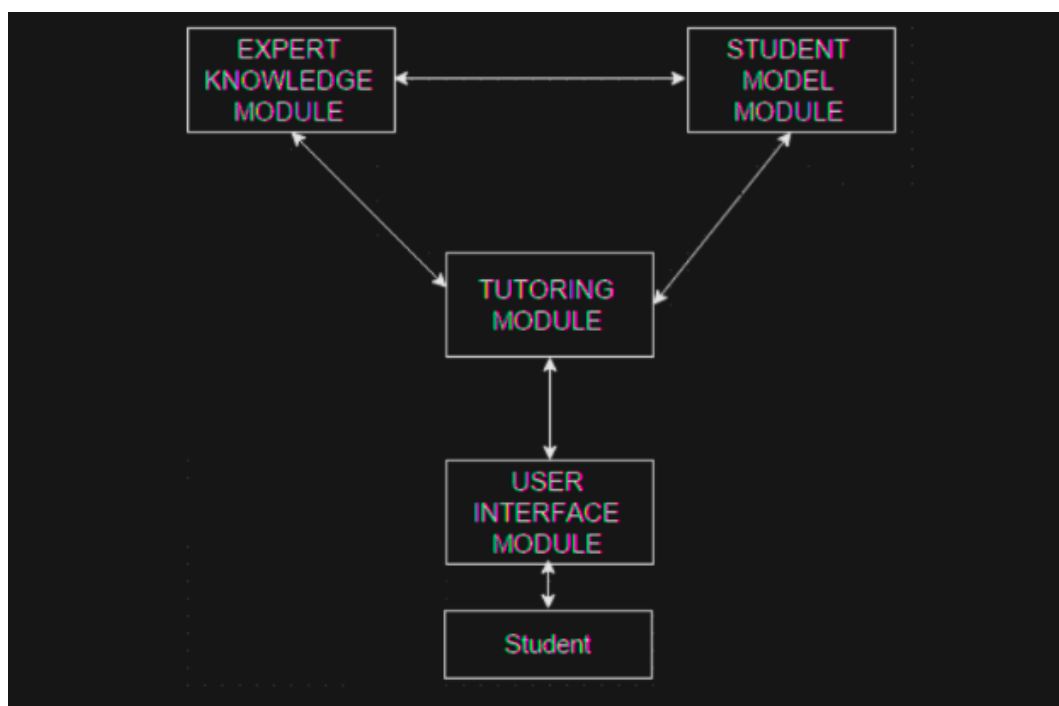 EXPERT
KNOWLEDGE
MODULE
STUDENT
MODEL
MODULE
TUTORING
MODULE
USER
INTERFACE
MODULE
Student